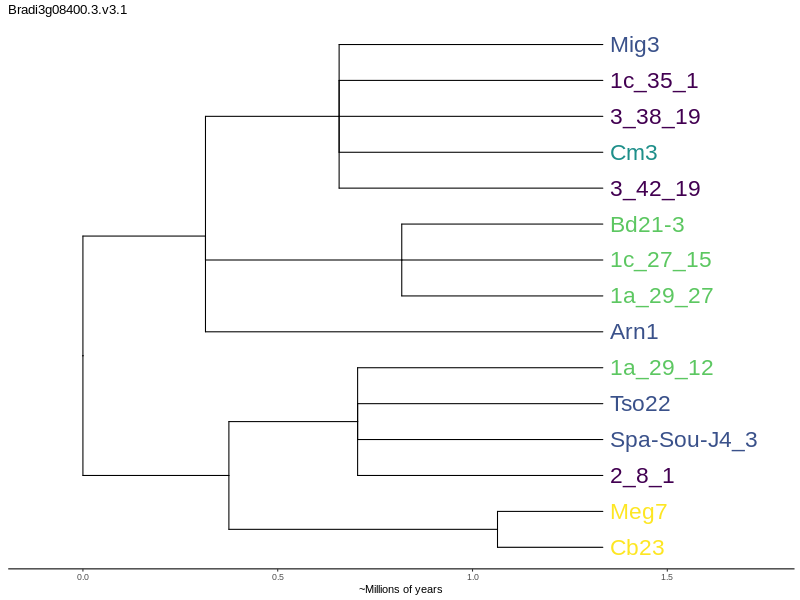 Bradi3g08400.3.v3.1
Mig3
1c_35_1
3_38_19
Cm3
3_42_19
Bd21-3
1c_27_15
1a_29_27
Arn1
1a_29_12
Tso22
Spa-Sou-J4_3
2_8_1
Meg7
Cb23
0.0 0.5 1.0 1.5
~Millions of years